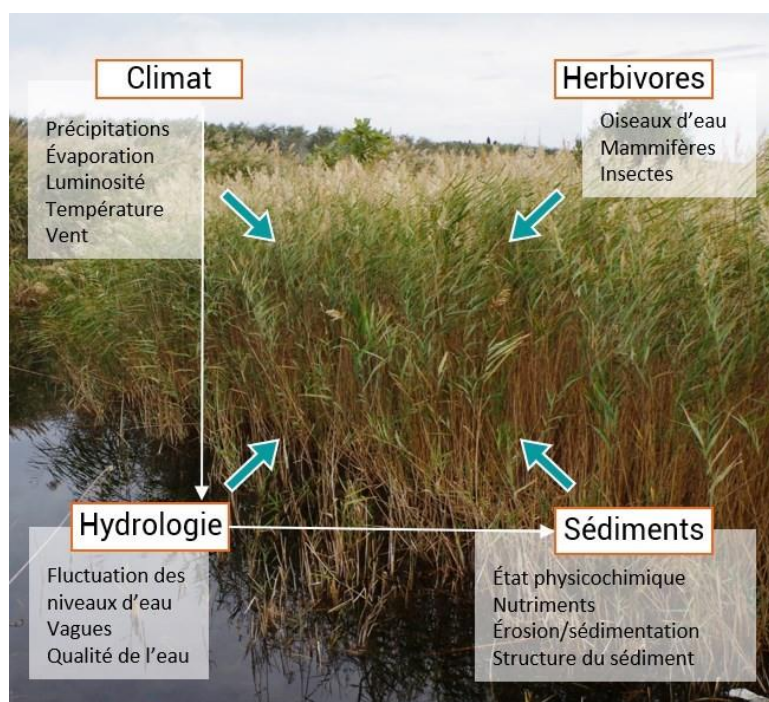 Climat
Précipitations
Évaporation
Luminosité
Température
Vent
Herbivores
Oiseaux d'eau
Mammifères
Insectes
Hydrologie
Fluctuation des
niveaux d'eau
Vagues
Qualité de l'eau
Sédiments
État physicochimique
Nutriments
Érosion/sédimentation
Structure du sédiment